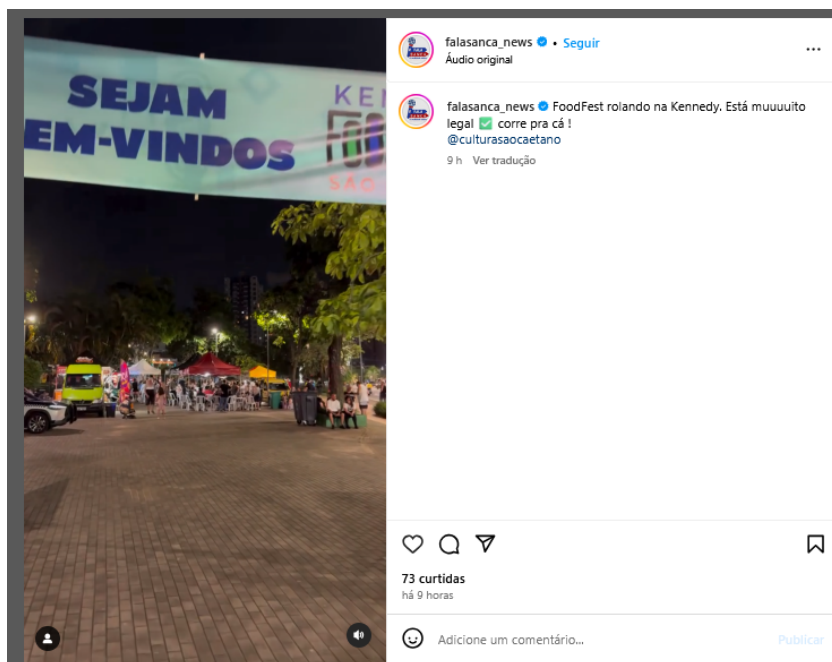 SEJAM
EM-VINDOS
KE
SÃO
falasanca_news • Seguir
Áudio original
falasanca_news FoodFest rolando na Kennedy. Está muuuuito
legal ✅ corre pra cá !
@culturasaocaetano
9 h Ver tradução
73 curtidas
há 9 horas
Adicione um comentário...
Publicar